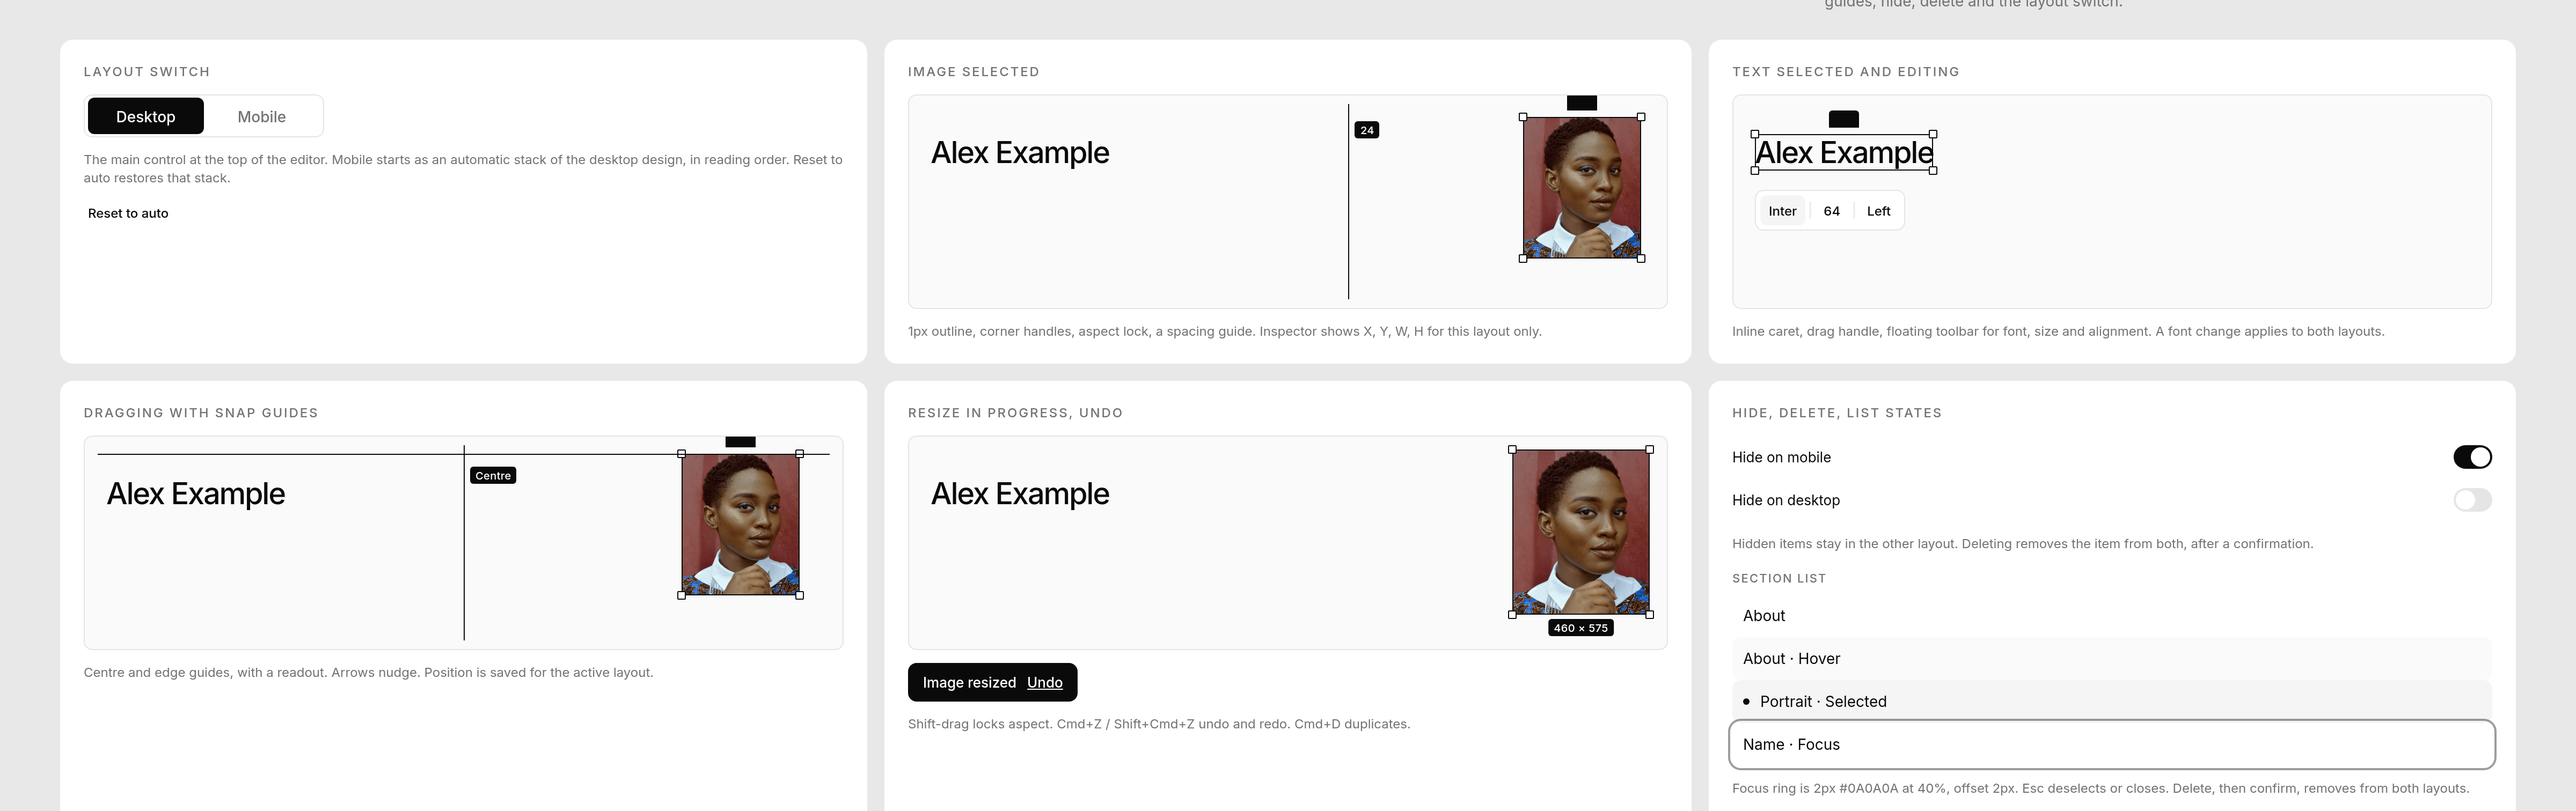 guides, hide, delete and the layout switch.
LAYOUT SWITCH
Desktop
Mobile
The main control at the top of the editor. Mobile starts as an automatic stack of the desktop design, in reading order. Reset to
auto restores that stack.
Reset to auto
IMAGE SELECTED
Alex Example
24
1px outline, corner handles, aspect lock, a spacing guide. Inspector shows X, Y, W, H for this layout only.
TEXT SELECTED AND EDITING
Alex Example
Inter
64
Left
Inline caret, drag handle, floating toolbar for font, size and alignment. A font change applies to both layouts.
DRAGGING WITH SNAP GUIDES
Alex Example
Centre
Centre and edge guides, with a readout. Arrows nudge. Position is saved for the active layout.
RESIZE IN PROGRESS, UNDO
Alex Example
460 × 575
Image resized Undo
Shift-drag locks aspect. Cmd+Z / Shift+Cmd+Z undo and redo. Cmd+D duplicates.
HIDE, DELETE, LIST STATES
Hide on mobile
Hide on desktop
Hidden items stay in the other layout. Deleting removes the item from both, after a confirmation.
SECTION LIST
About
About · Hover
Portrait · Selected
Name · Focus
Focus ring is 2px #0A0A0A at 40%, offset 2px. Esc deselects or closes. Delete, then confirm, removes from both layouts.